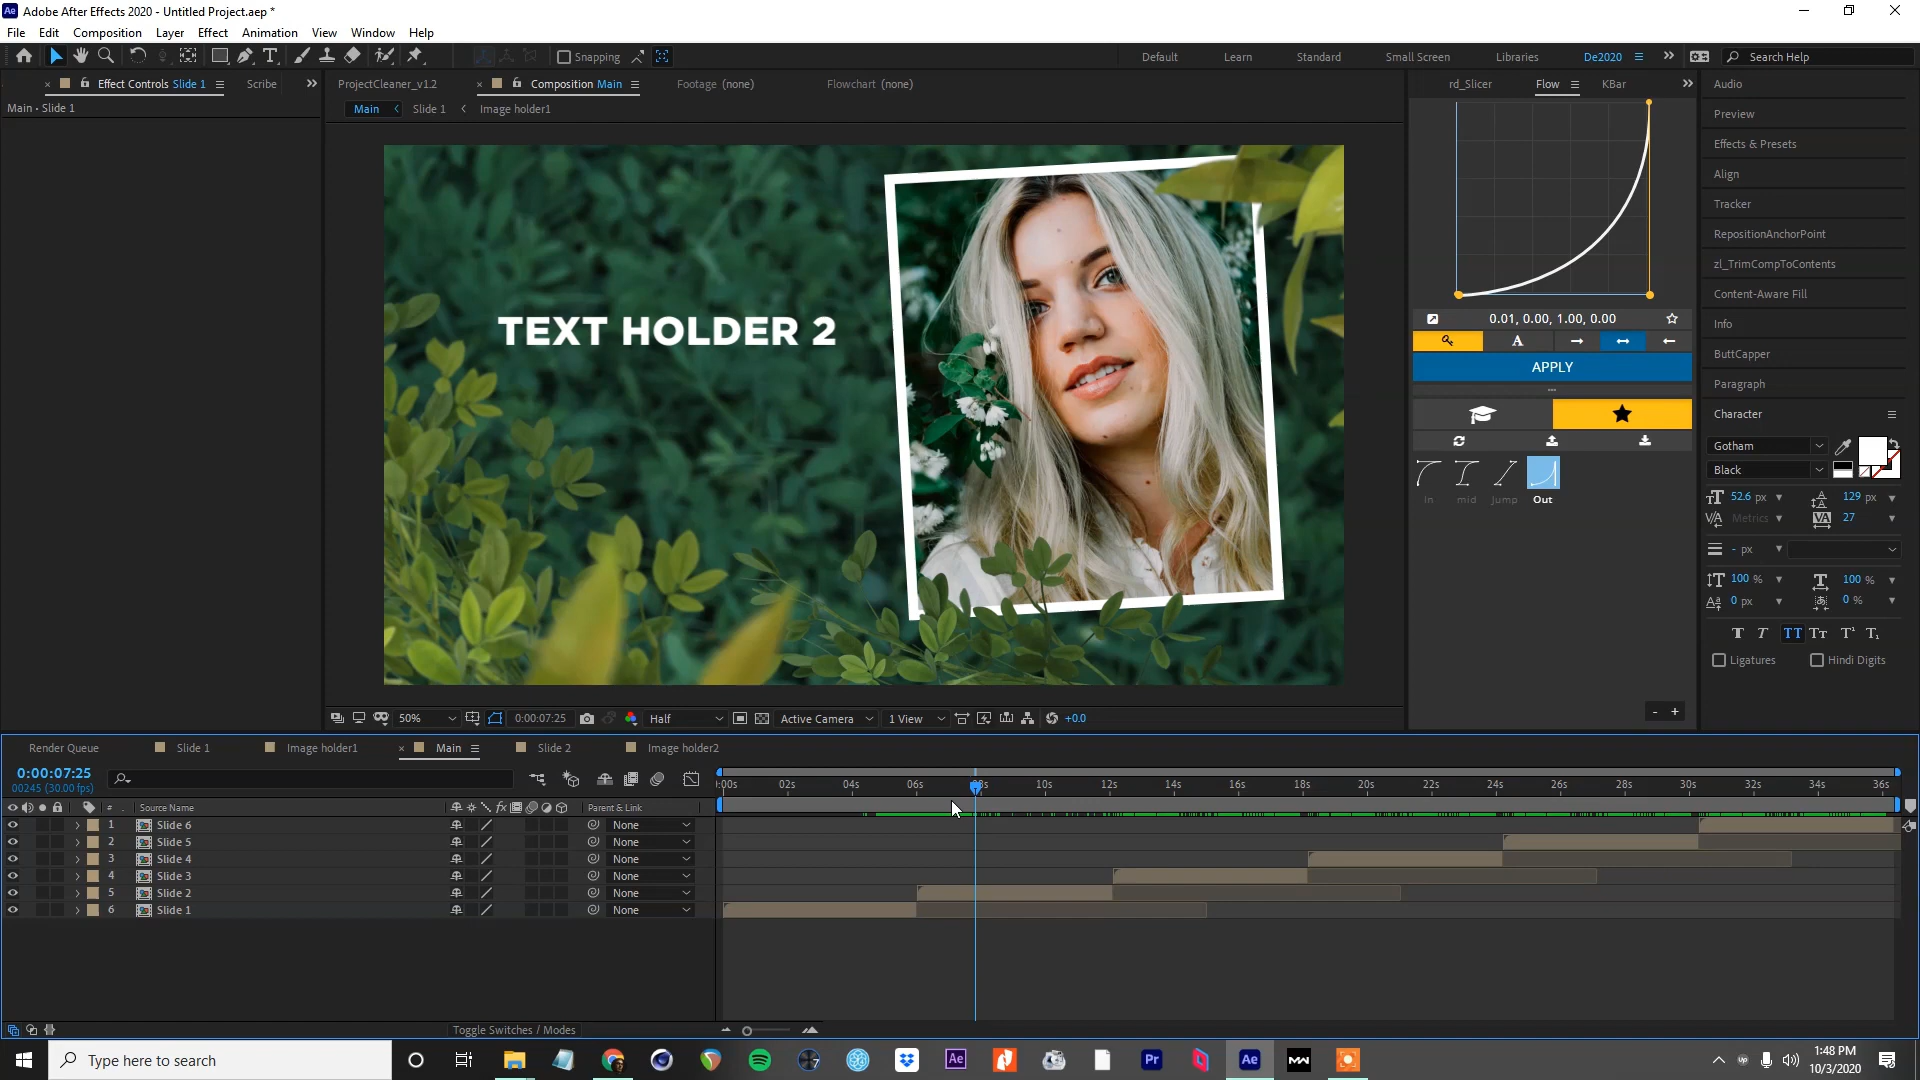 Adobe After Effects 2020 - Untitled Project.aep *
File Edit Composition Layer Effect Animation View Window Help
Snapping
Default Learn Standard Small Screen Libraries De2020 Search Help
Effect Controls Slide 1 Scribe
ProjectCleaner_v1.2 Composition Main Footage (none) Flowchart (none)
rd_Slicer Flow KBar
Main • Slide 1
Main Slide 1 Image holder1
TEXT HOLDER 2
0.01, 0.00, 1.00, 0.00
A
APPLY
In mid Jump Out
- +
Audio
Preview
Effects & Presets
Align
Tracker
RepositionAnchorPoint
zl_TrimCompToContents
Content-Aware Fill
Info
ButtCapper
Paragraph
Character
Gotham
Black
52.6 px 129 px
Metrics 27
- px
100 % 100 %
0 px 0 %
Ligatures Hindi Digits
50% 0:00:07:25 Half Active Camera 1 View +0.0
Render Queue Slide 1 Image holder1 Main Slide 2 Image holder2
0:00:07:25
00245 (30.00 fps)
:00s 02s 04s 06s 10s 12s 14s 16s 18s 20s 22s 24s 26s 28s 30s 32s 34s 36s
# Source Name fx Parent & Link
1 Slide 6 None
2 Slide 5 None
3 Slide 4 None
4 Slide 3 None
5 Slide 2 None
6 Slide 1 None
Toggle Switches / Modes
Type here to search
1:48 PM
10/3/2020